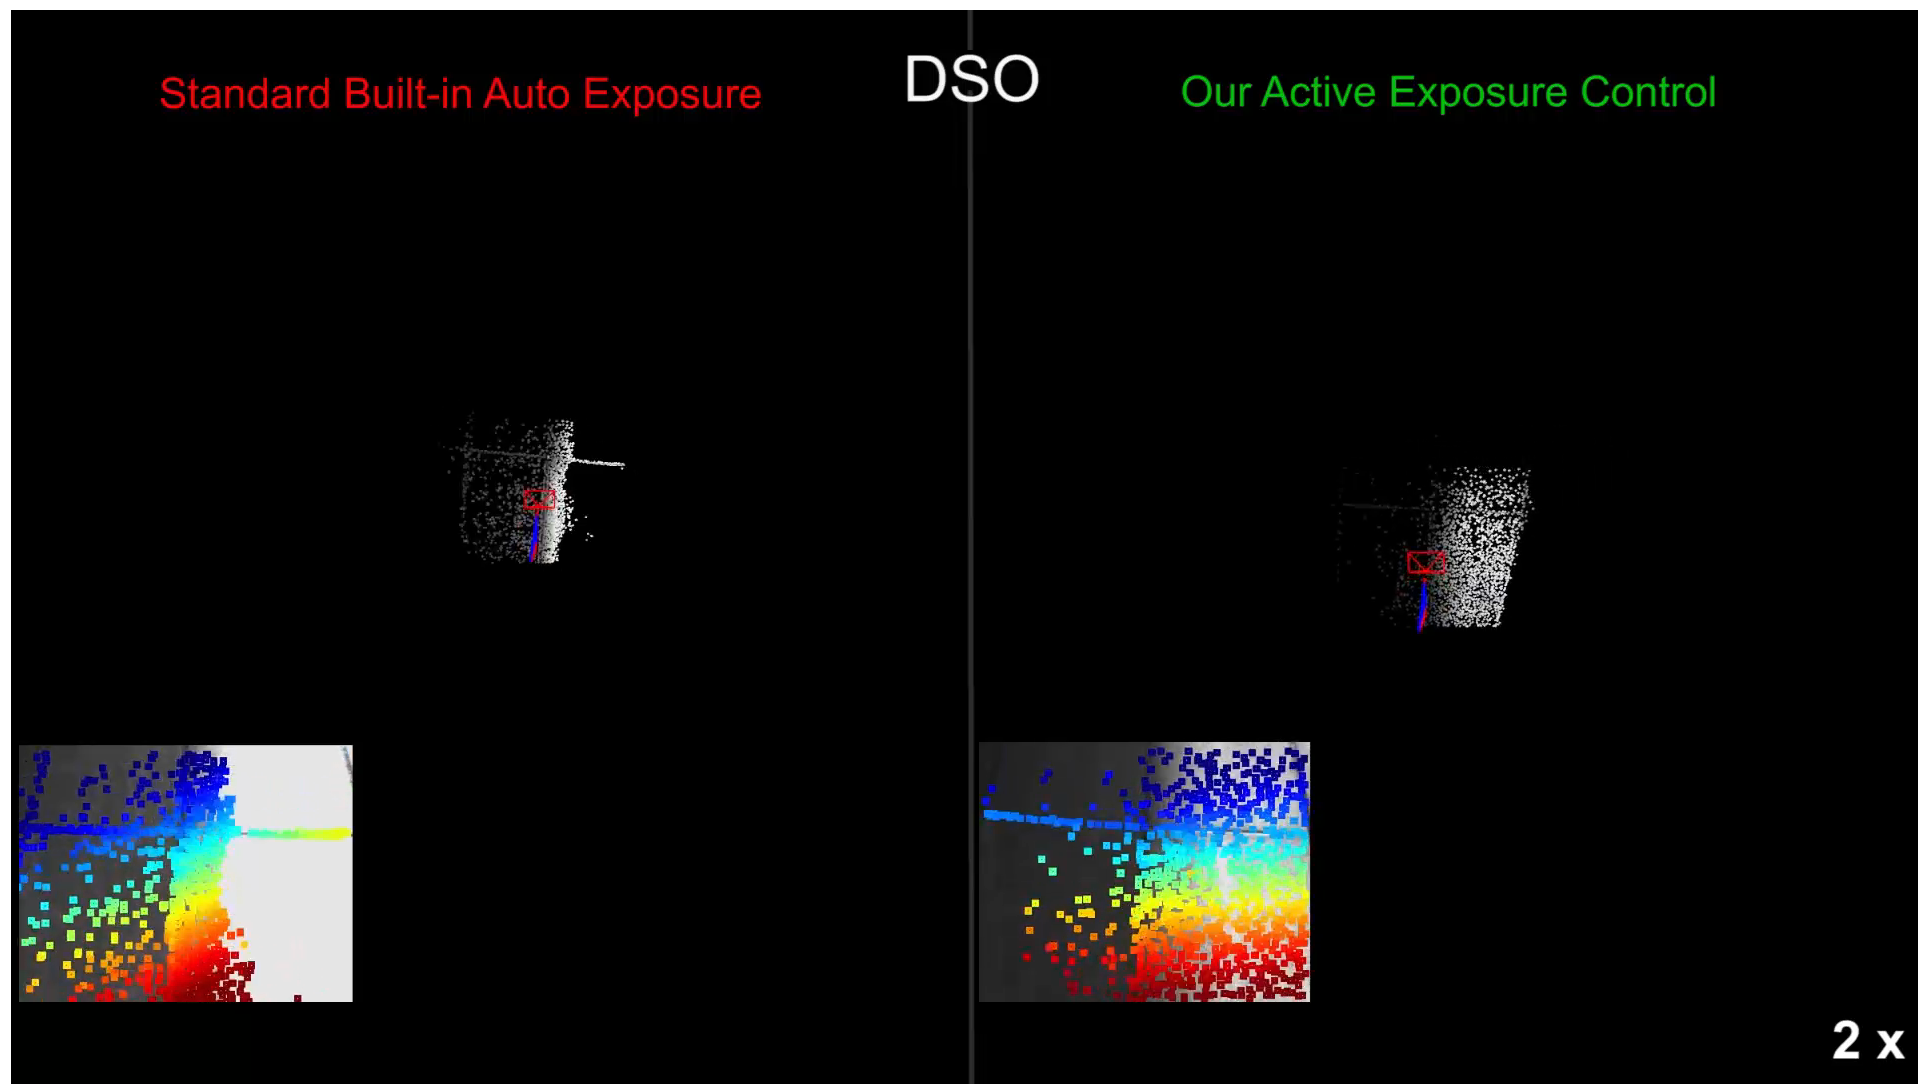 Standard Built-in Auto Exposure
DSO
Our Active Exposure Control
2 x